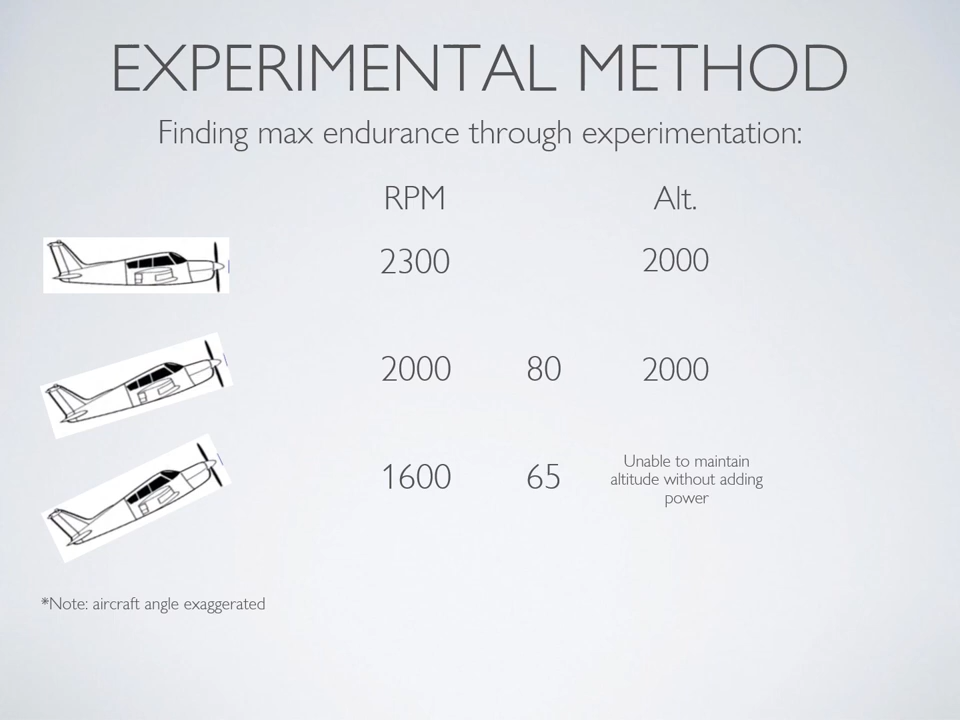 EXPERIMENTAL METHOD
Finding max endurance through experimentation:
RPM Alt.
2300 2000
2000 80 2000
1600 65 Unable to maintain
altitude without adding
power
*Note: aircraft angle exaggerated